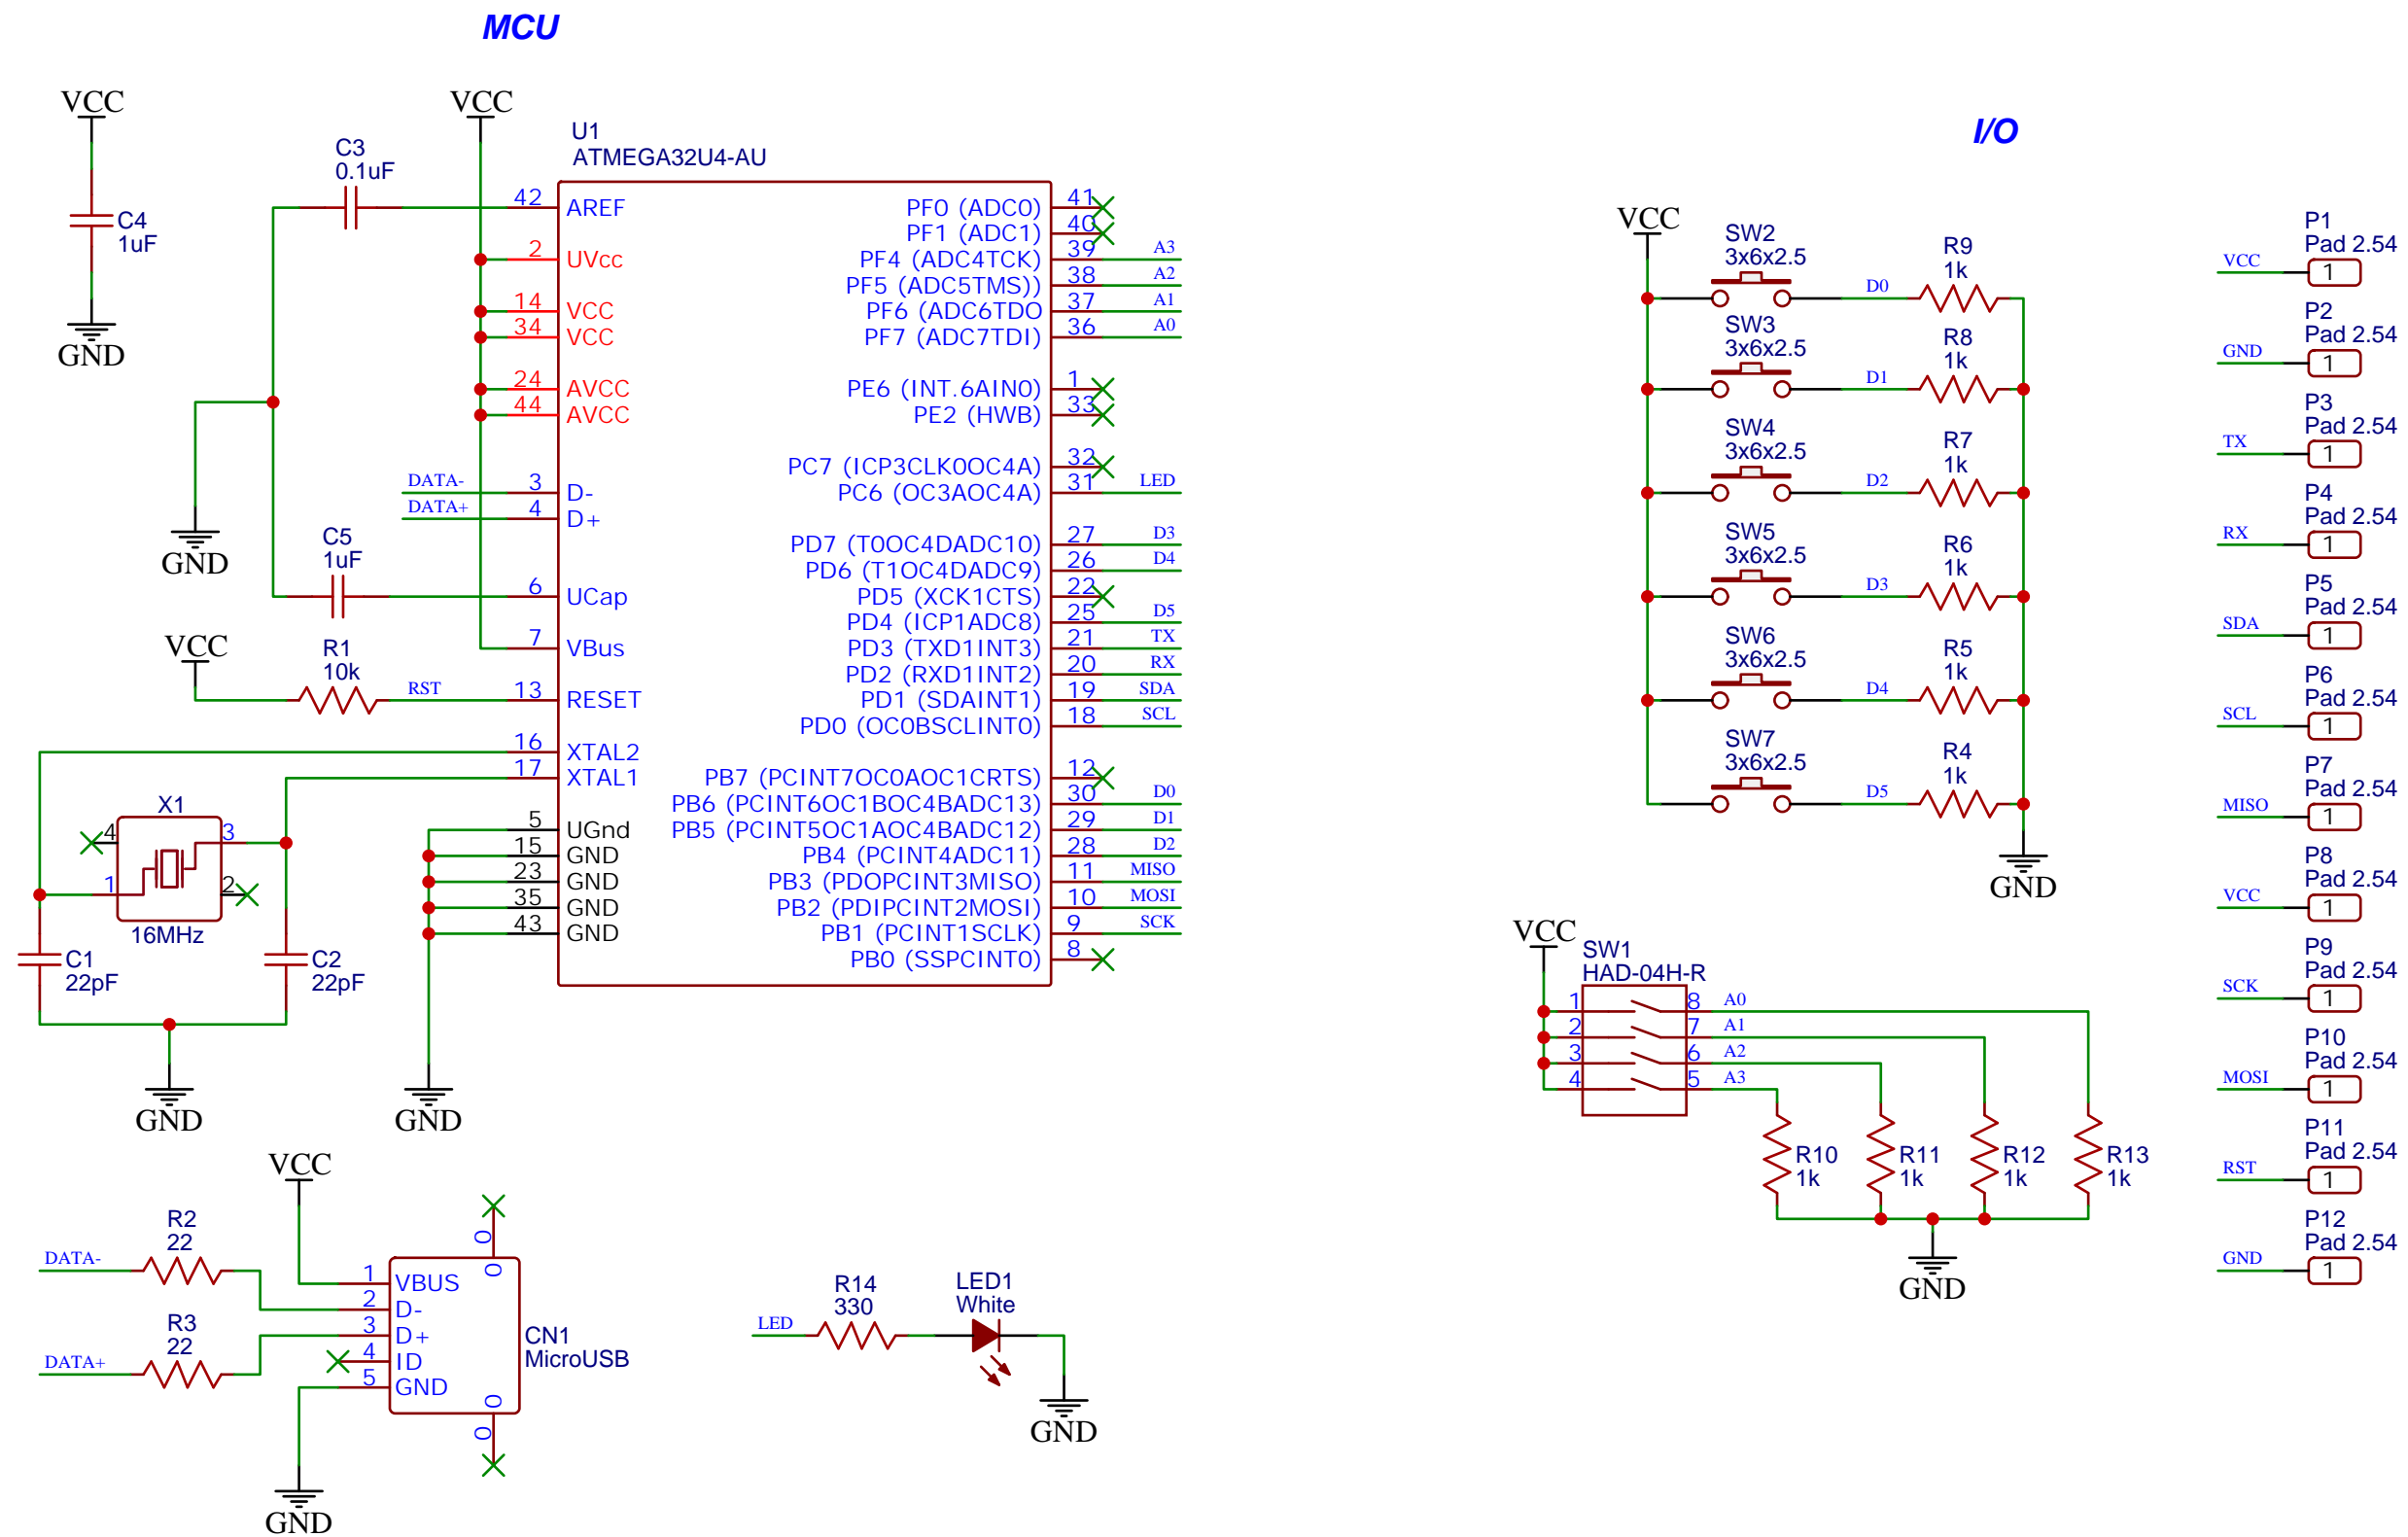 MCU
VCC
C4
1uF
GND
C3
0.1uF
GND
C5
1uF
VCC
R1
10k
RST
VCC
U1
ATMEGA32U4-AU
42 AREF
2 UVcc
14 VCC
34 VCC
24 AVCC
44 AVCC
DATA- 3 D-
DATA+ 4 D+
6 UCap
7 VBus
13 RESET
16 XTAL2
17 XTAL1
5 UGnd
15 GND
23 GND
35 GND
43 GND
GND
PF0 (ADC0) 41
PF1 (ADC1) 40
PF4 (ADC4TCK) 39 A3
PF5 (ADC5TMS)) 38 A2
PF6 (ADC6TDO 37 A1
PF7 (ADC7TDI) 36 A0
PE6 (INT.6AIN0) 1
PE2 (HWB) 33
PC7 (ICP3CLK0OC4A) 32
PC6 (OC3AOC4A) 31 LED
PD7 (T0OC4DADC10) 27 D3
PD6 (T1OC4DADC9) 26 D4
PD5 (XCK1CTS) 22
PD4 (ICP1ADC8) 25 D5
PD3 (TXD1INT3) 21 TX
PD2 (RXD1INT2) 20 RX
PD1 (SDAINT1) 19 SDA
PD0 (OC0BSCLINT0) 18 SCL
PB7 (PCINT7OC0AOC1CRTS) 12
PB6 (PCINT6OC1BOC4BADC13) 30 D0
PB5 (PCINT5OC1AOC4BADC12) 29 D1
PB4 (PCINT4ADC11) 28 D2
PB3 (PDOPCINT3MISO) 11 MISO
PB2 (PDIPCINT2MOSI) 10 MOSI
PB1 (PCINT1SCLK) 9 SCK
PB0 (SSPCINT0) 8
X1
4 3
1 2
16MHz
C1
22pF
C2
22pF
GND
VCC
R2
22
DATA-
R3
22
DATA+
1 VBUS
2 D-
3 D+
4 ID
5 GND
0
0
0
0
CN1
MicroUSB
GND
LED
R14
330
LED1
White
GND
I/O
VCC
SW2
3x6x2.5
D0
R9
1k
SW3
3x6x2.5
D1
R8
1k
SW4
3x6x2.5
D2
R7
1k
SW5
3x6x2.5
D3
R6
1k
SW6
3x6x2.5
D4
R5
1k
SW7
3x6x2.5
D5
R4
1k
GND
VCC
SW1
HAD-04H-R
1 8 A0
2 7 A1
3 6 A2
4 5 A3
R10
1k
R11
1k
R12
1k
R13
1k
GND
P1
Pad 2.54
VCC 1
P2
Pad 2.54
GND 1
P3
Pad 2.54
TX 1
P4
Pad 2.54
RX 1
P5
Pad 2.54
SDA 1
P6
Pad 2.54
SCL 1
P7
Pad 2.54
MISO 1
P8
Pad 2.54
VCC 1
P9
Pad 2.54
SCK 1
P10
Pad 2.54
MOSI 1
P11
Pad 2.54
RST 1
P12
Pad 2.54
GND 1